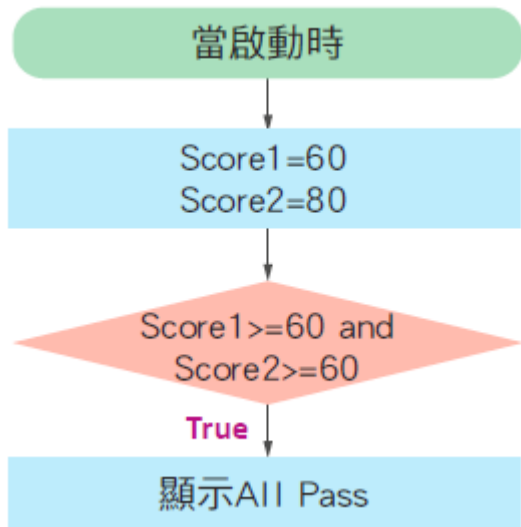 當啟動時
Score1=60
Score2=80
Score1>=60 and
Score2>=60
True
顯示All Pass